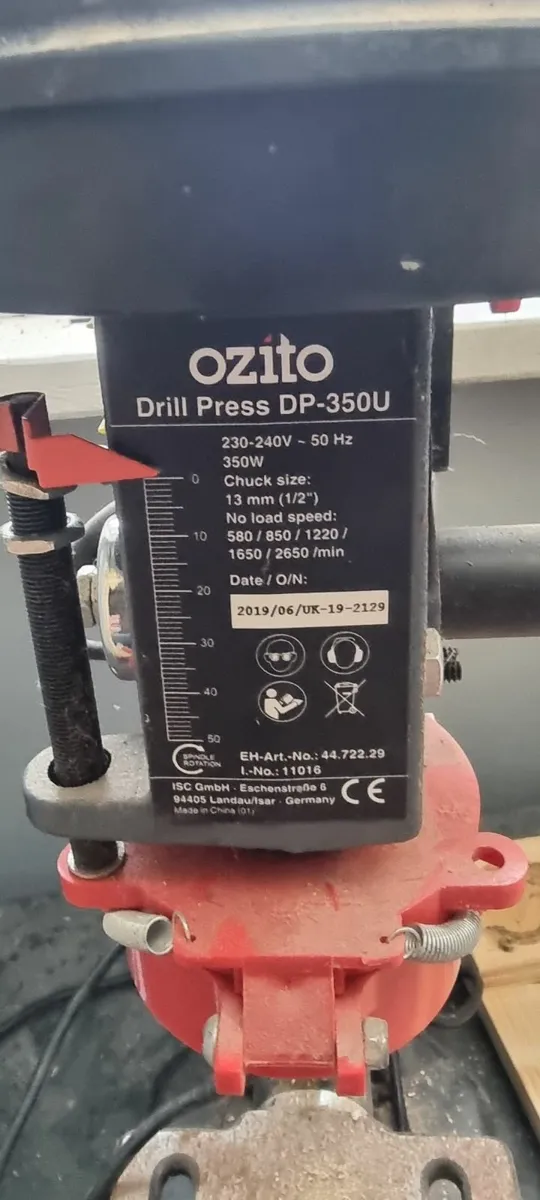 ozito
Drill Press DP-350U
230-240V ~ 50 Hz
350W
Chuck size:
13 mm (1/2")
No load speed:
580 / 850 / 1220 /
1650 / 2650 /min
Date / O/N:
2019/06/UK-19-2129
0
10
20
30
40
50
SPINDLE
ROTATION
EH-Art.-No.: 44.722.29
I.-No.: 11016
ISC GmbH · Eschenstraße 6
94405 Landau/Isar · Germany
CE
Made in China (01)